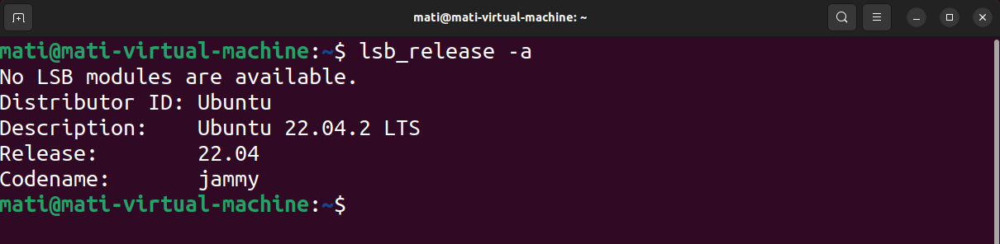 mati@mati-virtual-machine: ~
mati@mati-virtual-machine:~$ lsb_release -a
No LSB modules are available.
Distributor ID: Ubuntu
Description:    Ubuntu 22.04.2 LTS
Release:        22.04
Codename:       jammy
mati@mati-virtual-machine:~$